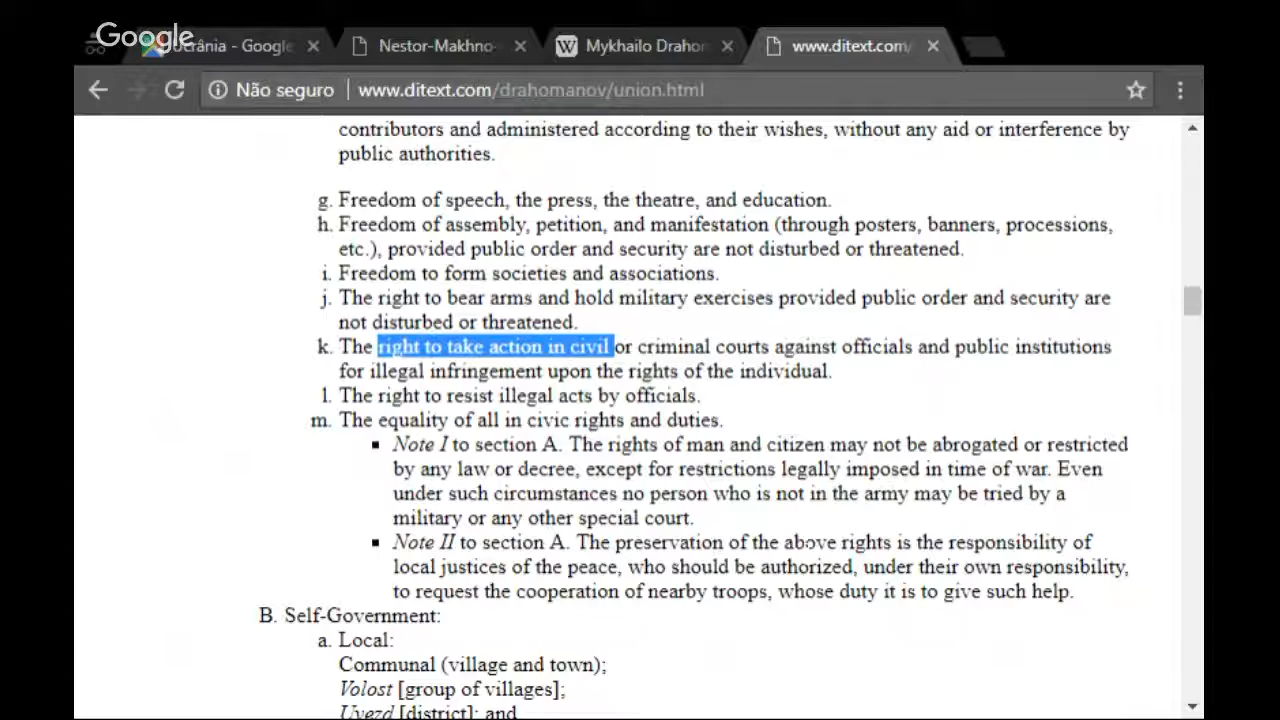 Google
crânia - Google
Nestor-Makhno-
W Mykhailo Drahor
www.ditext.com/
Não seguro | www.ditext.com/drahomanov/union.html
contributors and administered according to their wishes, without any aid or interference by
public authorities.
g. Freedom of speech, the press, the theatre, and education.
h. Freedom of assembly, petition, and manifestation (through posters, banners, processions,
etc.), provided public order and security are not disturbed or threatened.
i. Freedom to form societies and associations.
j. The right to bear arms and hold military exercises provided public order and security are
not disturbed or threatened.
k. The right to take action in civil or criminal courts against officials and public institutions
for illegal infringement upon the rights of the individual.
l. The right to resist illegal acts by officials.
m. The equality of all in civic rights and duties.
▪ Note I to section A. The rights of man and citizen may not be abrogated or restricted
by any law or decree, except for restrictions legally imposed in time of war. Even
under such circumstances no person who is not in the army may be tried by a
military or any other special court.
▪ Note II to section A. The preservation of the above rights is the responsibility of
local justices of the peace, who should be authorized, under their own responsibility,
to request the cooperation of nearby troops, whose duty it is to give such help.
B. Self-Government:
a. Local:
Communal (village and town);
Volost [group of villages];
Uyezd [district]; and